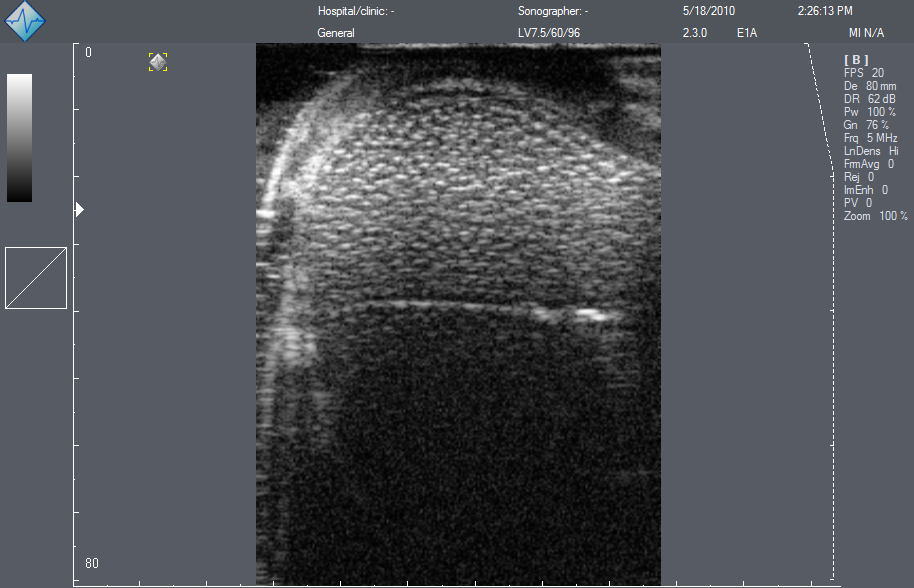 Hospital/clinic: - Sonographer: - 5/18/2010 2:26:13 PM
General LV7.5/60/96 2.3.0 E1A MI N/A
0
[ B ]
FPS 20
De 80 mm
DR 62 dB
Pw 100 %
Gn 76 %
Frq 5 MHz
LnDens Hi
FrmAvg 0
Rej 0
ImEnh 0
PV 0
Zoom 100 %
80